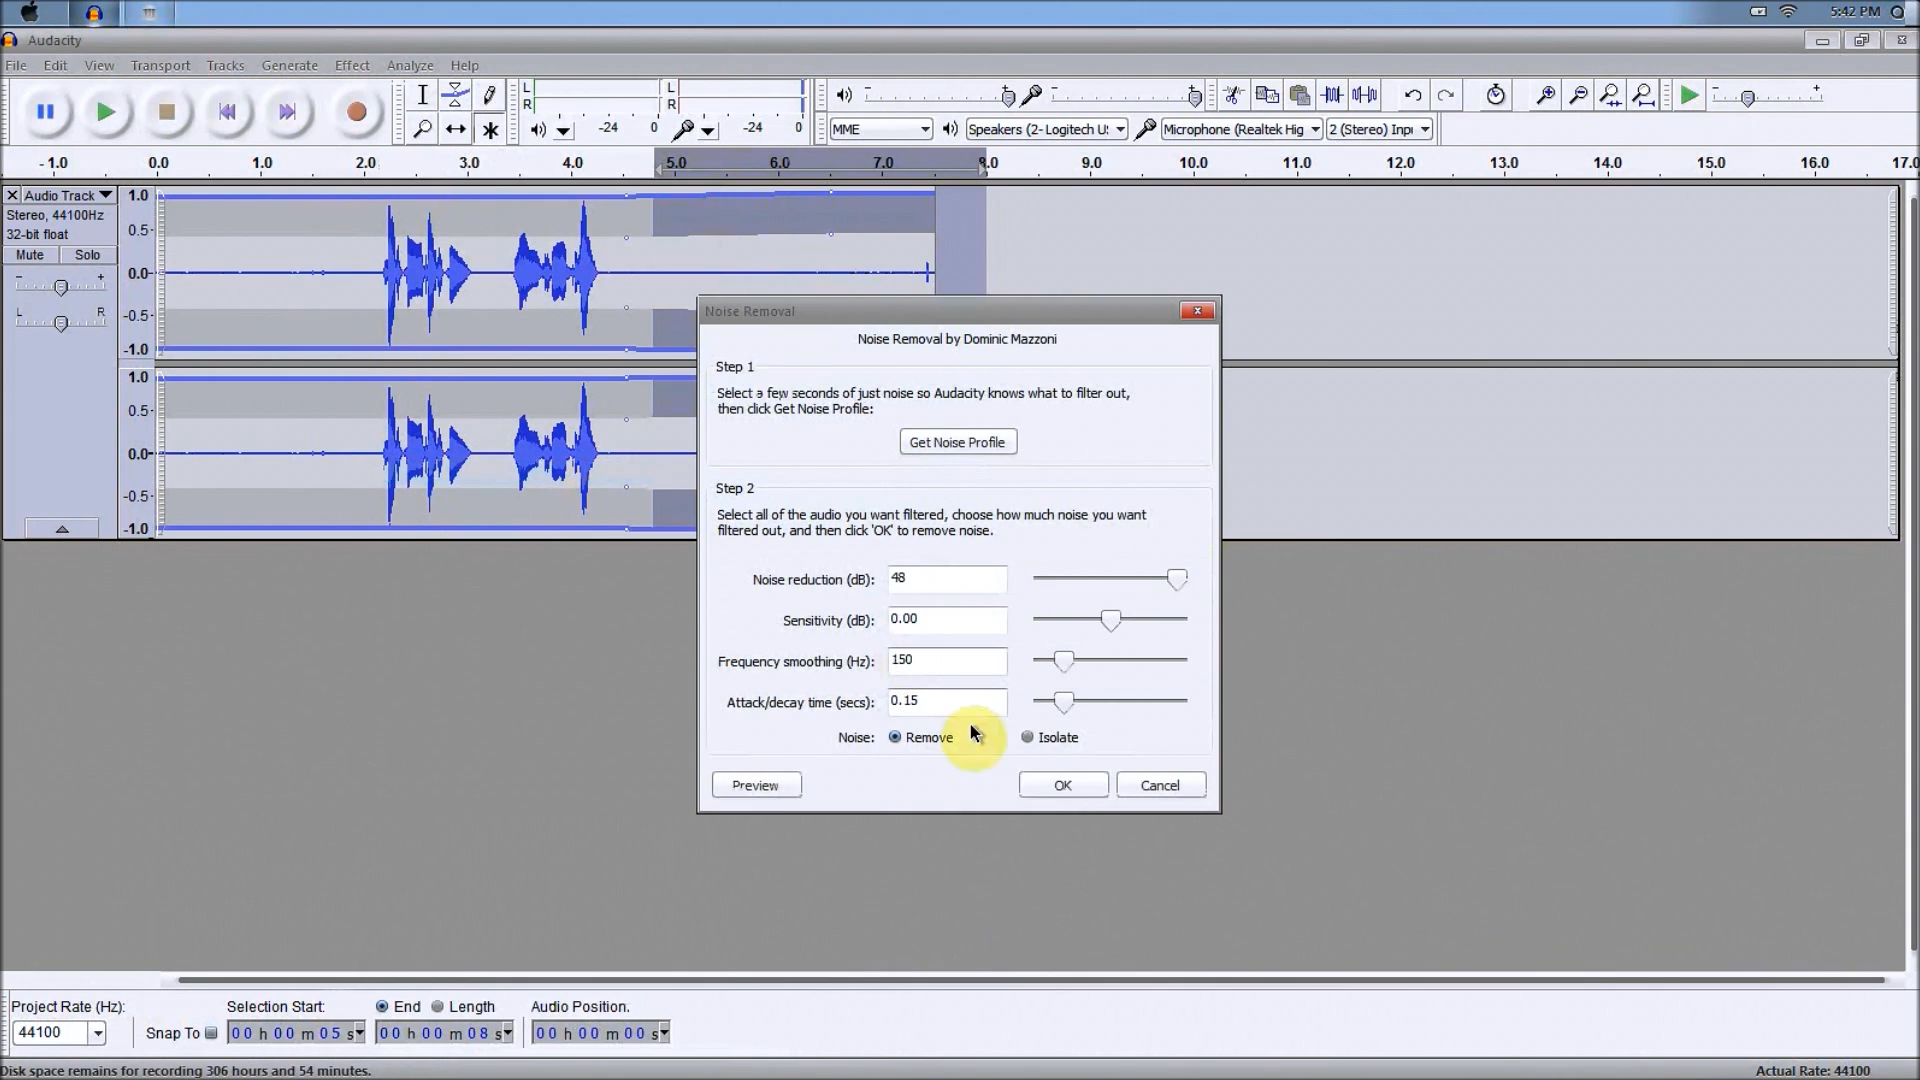 5:42 PM
Audacity
File Edit View Transport Tracks Generate Effect Analyze Help
L
R
-24 0
L
R
-24 0
MME
Speakers (2- Logitech U:
Microphone (Realtek Hig
2 (Stereo) Inpu
- 1.0 0.0 1.0 2.0 3.0 4.0 5.0 6.0 7.0 8.0 9.0 10.0 11.0 12.0 13.0 14.0 15.0 16.0 17.0
Audio Track
Stereo, 44100Hz
32-bit float
Mute Solo
- +
L R
1.0
0.5
0.0
-0.5
-1.0
1.0
0.5
0.0
-0.5
-1.0
Noise Removal
Noise Removal by Dominic Mazzoni
Step 1
Select a few seconds of just noise so Audacity knows what to filter out,
then click Get Noise Profile:
Get Noise Profile
Step 2
Select all of the audio you want filtered, choose how much noise you want
filtered out, and then click 'OK' to remove noise.
Noise reduction (dB): 48
Sensitivity (dB): 0.00
Frequency smoothing (Hz): 150
Attack/decay time (secs): 0.15
Noise: Remove Isolate
Preview OK Cancel
Project Rate (Hz): Selection Start: End Length Audio Position.
44100 Snap To 00 h 00 m 05 s 00 h 00 m 08 s 00 h 00 m 00 s
Disk space remains for recording 306 hours and 54 minutes. Actual Rate: 44100